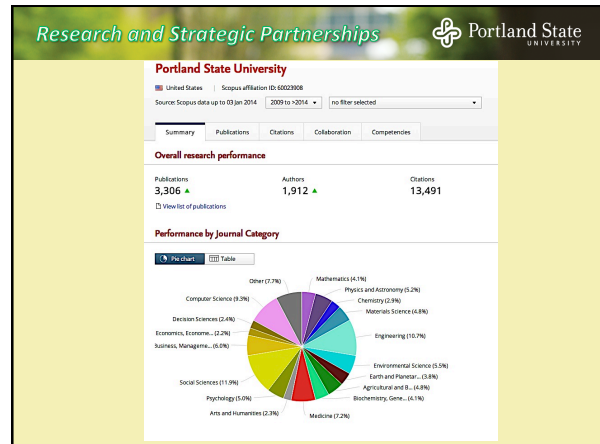 Research and Strategic Partnerships
Portland State
UNIVERSITY
Portland State University
United States | Scopus affiliation ID: 60023908
Source: Scopus data up to 03 Jan 2014 2009 to >2014 no filter selected
Summary Publications Citations Collaboration Competencies
Overall research performance
Publications Authors Citations
3,306 1,912 13,491
View list of publications
Performance by Journal Category
Pie chart Table
Other (7.7%)
Mathematics (4.1%)
Physics and Astronomy (5.2%)
Chemistry (2.9%)
Materials Science (4.8%)
Engineering (10.7%)
Environmental Science (5.5%)
Earth and Planetar... (3.8%)
Agricultural and B... (4.8%)
Biochemistry, Gene... (4.1%)
Medicine (7.2%)
Arts and Humanities (2.3%)
Psychology (5.0%)
Social Sciences (11.9%)
Business, Manageme... (6.0%)
Economics, Econome... (2.2%)
Decision Sciences (2.4%)
Computer Science (9.3%)